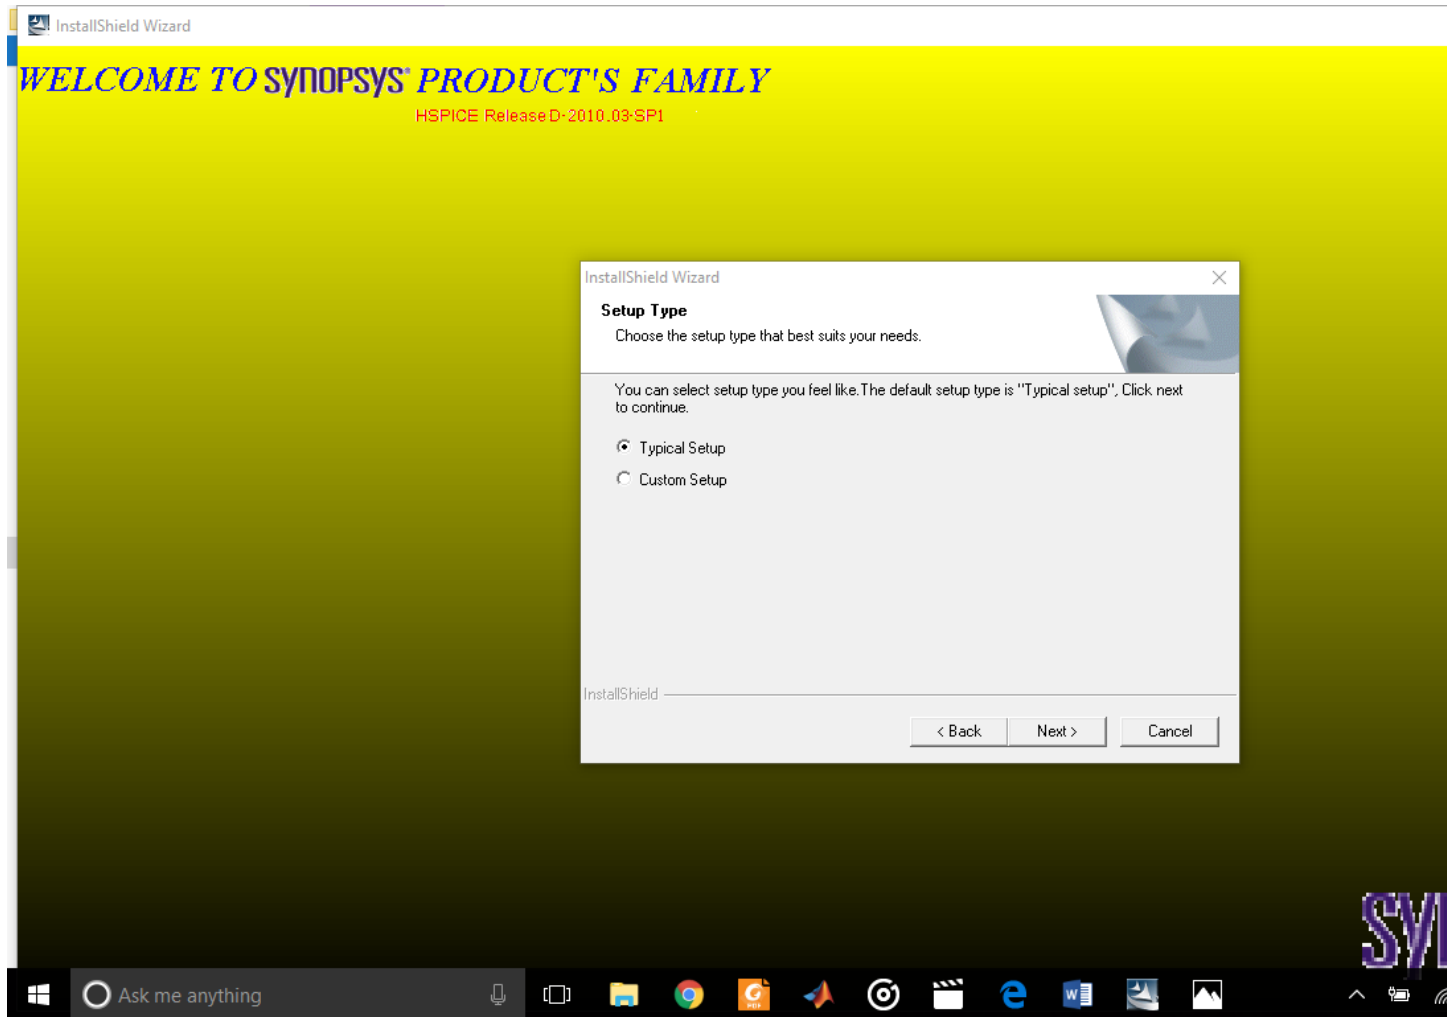 InstallShield Wizard
WELCOME TO SYNOPSYS® PRODUCT'S FAMILY
HSPICE Release D-2010.03-SP1
InstallShield Wizard
Setup Type
Choose the setup type that best suits your needs.
You can select setup type you feel like.The default setup type is "Typical setup", Click next
to continue.
Typical Setup
Custom Setup
InstallShield
< Back Next > Cancel
Ask me anything